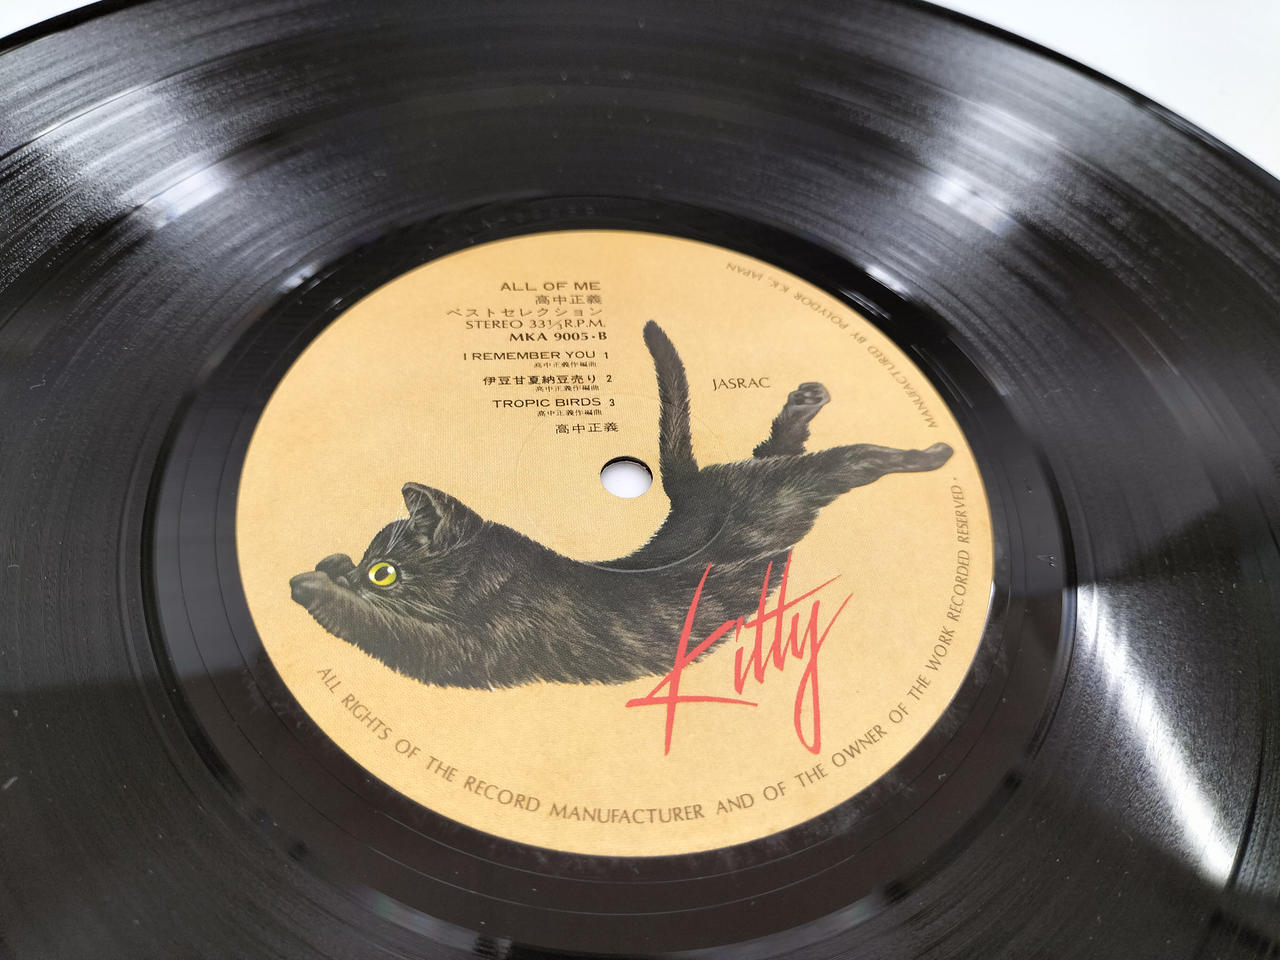 ALL OF ME
高中正義
ベストセレクション
STEREO 33⅓R.P.M.
MKA 9005-B
I REMEMBER YOU 1
高中正義作編曲
伊豆甘夏納豆売り 2
高中正義作編曲
TROPIC BIRDS 3
高中正義作編曲
高中正義
JASRAC
Kitty
ALL RIGHTS OF THE RECORD MANUFACTURER AND OF THE OWNER OF THE WORK RECORDED RESERVED・
MANUFACTURED BY POLYDOR K.K., JAPAN